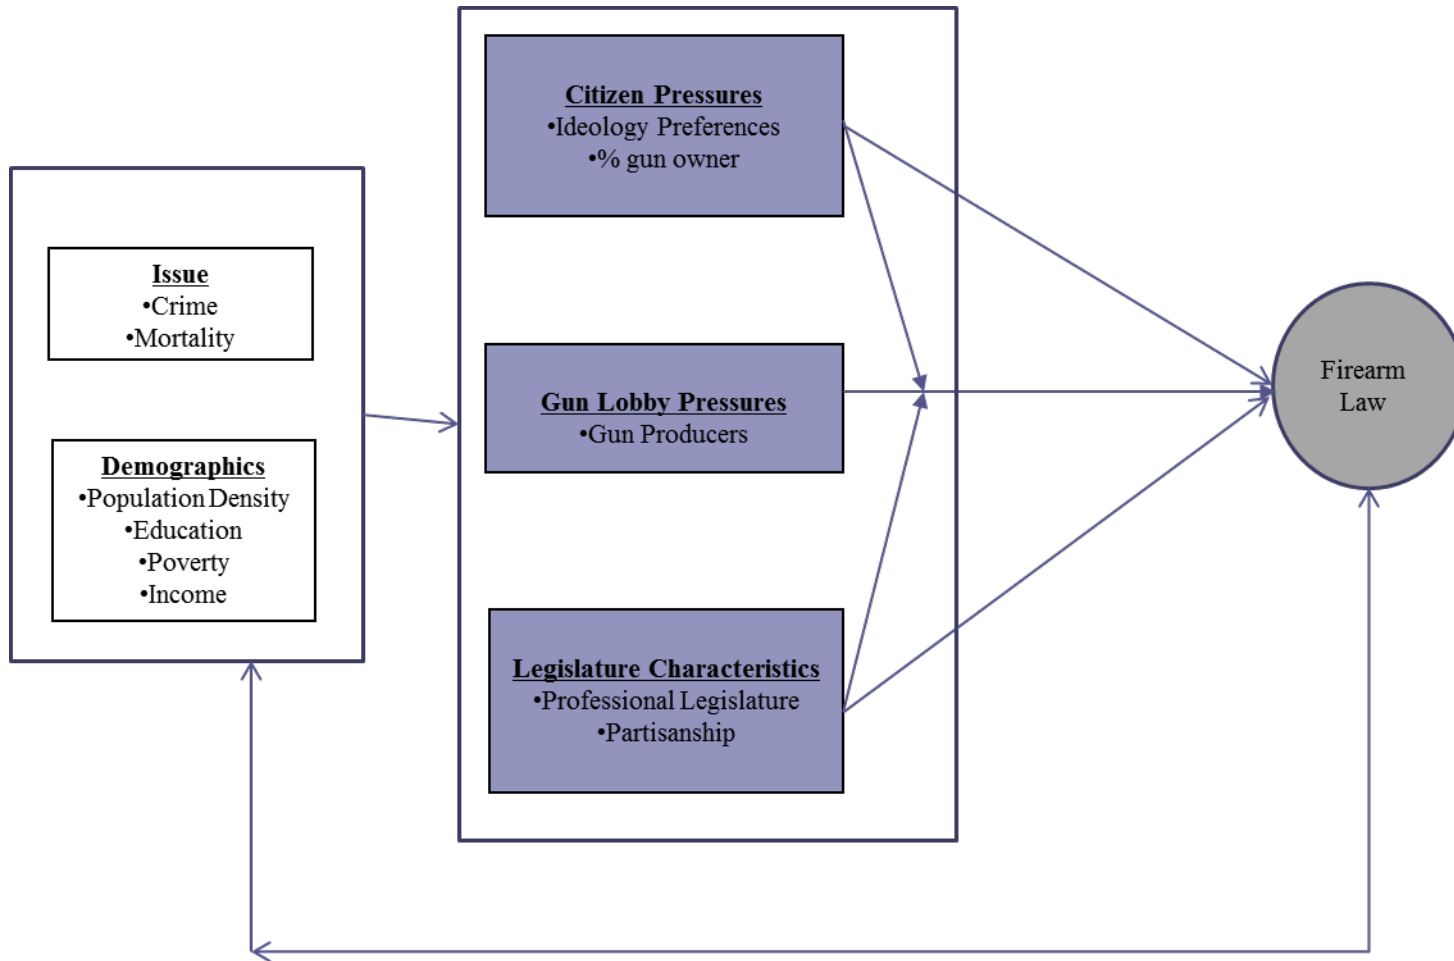 Citizen Pressures
•Ideology Preferences
•% gun owner
Issue
•Crime
•Mortality
Demographics
•Population Density
•Education
•Poverty
•Income
Gun Lobby Pressures
•Gun Producers
Legislature Characteristics
•Professional Legislature
•Partisanship
Firearm
Law